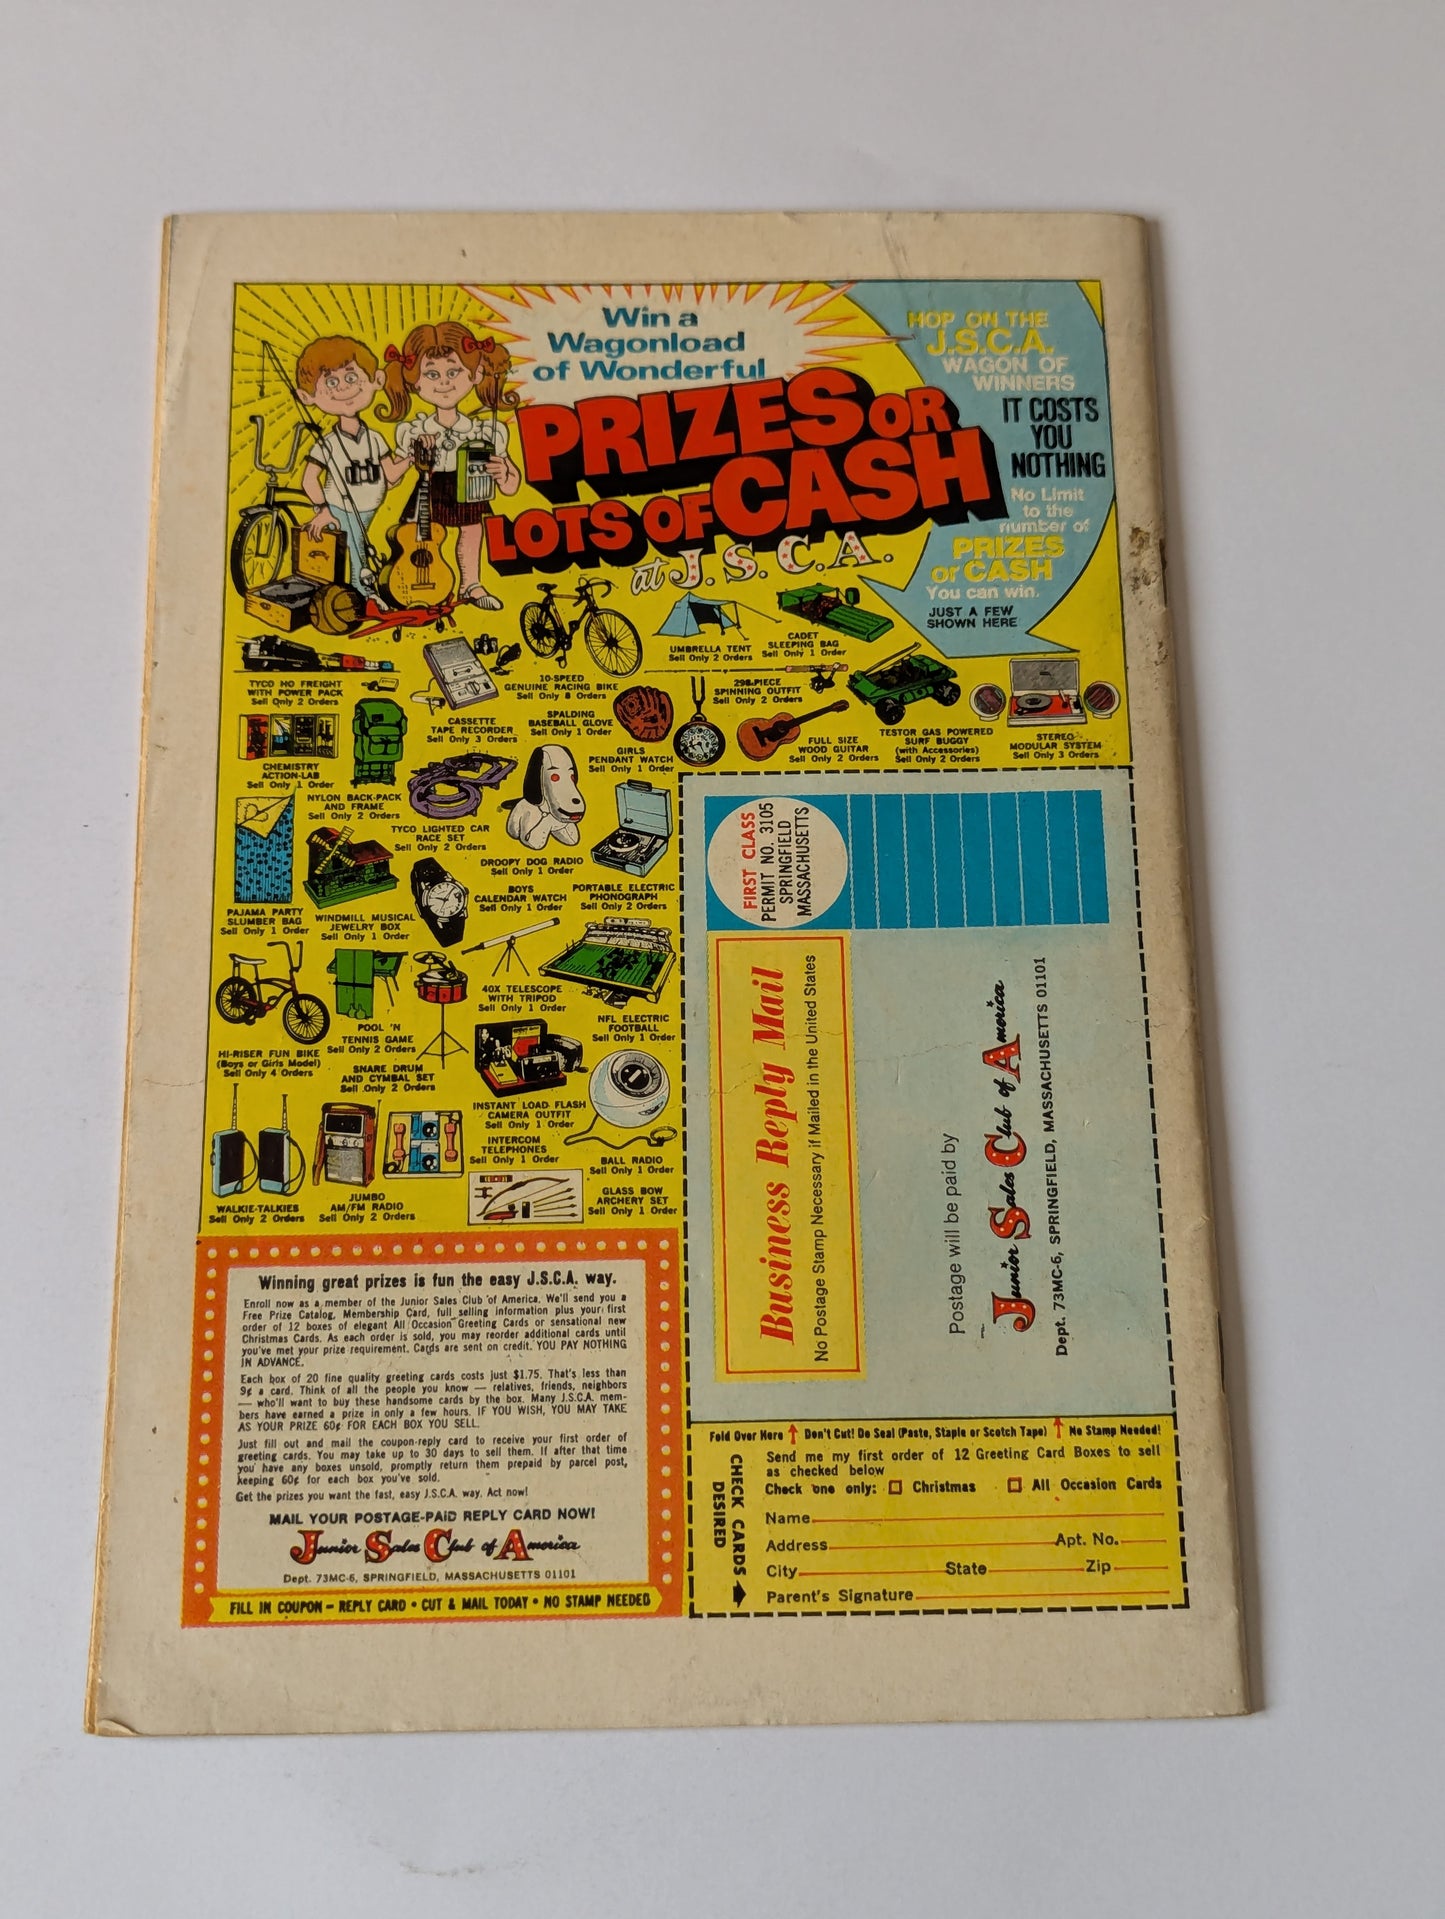 Win a
Wagonload
of Wonderful
PRIZES OR
LOTS OF CASH
at J.S.C.A.
HOP ON THE
J.S.C.A.
WAGON OF
WINNERS
IT COSTS
YOU
NOTHING
No Limit
to the
number of
PRIZES
or CASH
You can win.
JUST A FEW
SHOWN HERE
UMBRELLA TENT
Sell Only 2 Orders
CADET
SLEEPING BAG
Sell Only 1 Order
TYCO HO FREIGHT
WITH POWER PACK
Sell Only 2 Orders
CASSETTE
TAPE RECORDER
Sell Only 3 Orders
10-SPEED
GENUINE RACING BIKE
Sell Only 8 Orders
SPALDING
BASEBALL GLOVE
Sell Only 1 Order
298-PIECE
SPINNING OUTFIT
Sell Only 2 Orders
GIRLS
PENDANT WATCH
Sell Only 1 Order
FULL SIZE
WOOD GUITAR
Sell Only 2 Orders
TESTOR GAS POWERED
SURF BUGGY
(with Accessories)
Sell Only 2 Orders
STEREO
MODULAR SYSTEM
Sell Only 3 Orders
CHEMISTRY
ACTION-LAB
Sell Only 1 Order
NYLON BACK-PACK
AND FRAME
Sell Only 2 Orders
TYCO LIGHTED CAR
RACE SET
Sell Only 2 Orders
DROOPY DOG RADIO
Sell Only 1 Order
PAJAMA PARTY
SLUMBER BAG
Sell Only 1 Order
WINDMILL MUSICAL
JEWELRY BOX
Sell Only 1 Order
BOYS
CALENDAR WATCH
Sell Only 1 Order
PORTABLE ELECTRIC
PHONOGRAPH
Sell Only 2 Orders
HI-RISER FUN BIKE
(Boys or Girls Model)
Sell Only 4 Orders
POOL 'N
TENNIS GAME
Sell Only 2 Orders
SNARE DRUM
AND CYMBAL SET
Sell Only 2 Orders
40X TELESCOPE
WITH TRIPOD
Sell Only 1 Order
NFL ELECTRIC
FOOTBALL
Sell Only 1 Order
INSTANT LOAD FLASH
CAMERA OUTFIT
Sell Only 1 Order
INTERCOM
TELEPHONES
Sell Only 1 Order
BALL RADIO
Sell Only 1 Order
WALKIE-TALKIES
Sell Only 2 Orders
JUMBO
AM/FM RADIO
Sell Only 2 Orders
GLASS BOW
ARCHERY SET
Sell Only 1 Order
Winning great prizes is fun the easy J.S.C.A. way.
Enroll now as a member of the Junior Sales Club of America. We'll send you a
Free Prize Catalog, Membership Card, full selling information plus your first
order of 12 boxes of elegant All Occasion Greeting Cards or sensational new
Christmas Cards. As each order is sold, you may reorder additional cards until
you've met your prize requirement. Cards are sent on credit. YOU PAY NOTHING
IN ADVANCE.
Each box of 20 fine quality greeting cards costs just $1.75. That's less than
9¢ a card. Think of all the people you know — relatives, friends, neighbors
— who'll want to buy these handsome cards by the box. Many J.S.C.A. mem-
bers have earned a prize in only a few hours. IF YOU WISH, YOU MAY TAKE
AS YOUR PRIZE 60¢ FOR EACH BOX YOU SELL.
Just fill out and mail the coupon-reply card to receive your first order of
greeting cards. You may take up to 30 days to sell them. If after that time
you have any boxes unsold, promptly return them prepaid by parcel post,
keeping 60¢ for each box you've sold.
Get the prizes you want the fast, easy J.S.C.A. way. Act now!
MAIL YOUR POSTAGE-PAID REPLY CARD NOW!
Junior Sales Club of America
Dept. 73MC-6, SPRINGFIELD, MASSACHUSETTS 01101
FILL IN COUPON – REPLY CARD • CUT & MAIL TODAY • NO STAMP NEEDED
FIRST CLASS
PERMIT NO. 3105
SPRINGFIELD
MASSACHUSETTS
Business Reply Mail
No Postage Stamp Necessary if Mailed in the United States
Postage will be paid by
Junior Sales Club of America
Dept. 73MC-6, SPRINGFIELD, MASSACHUSETTS 01101
Fold Over Here ↑ Don't Cut! Do Seal (Paste, Staple or Scotch Tape) ↑ No Stamp Needed!
CHECK CARDS
DESIRED
Send me my first order of 12 Greeting Card Boxes to sell
as checked below
Check one only: □ Christmas □ All Occasion Cards
Name
Address Apt. No.
City State Zip
Parent's Signature